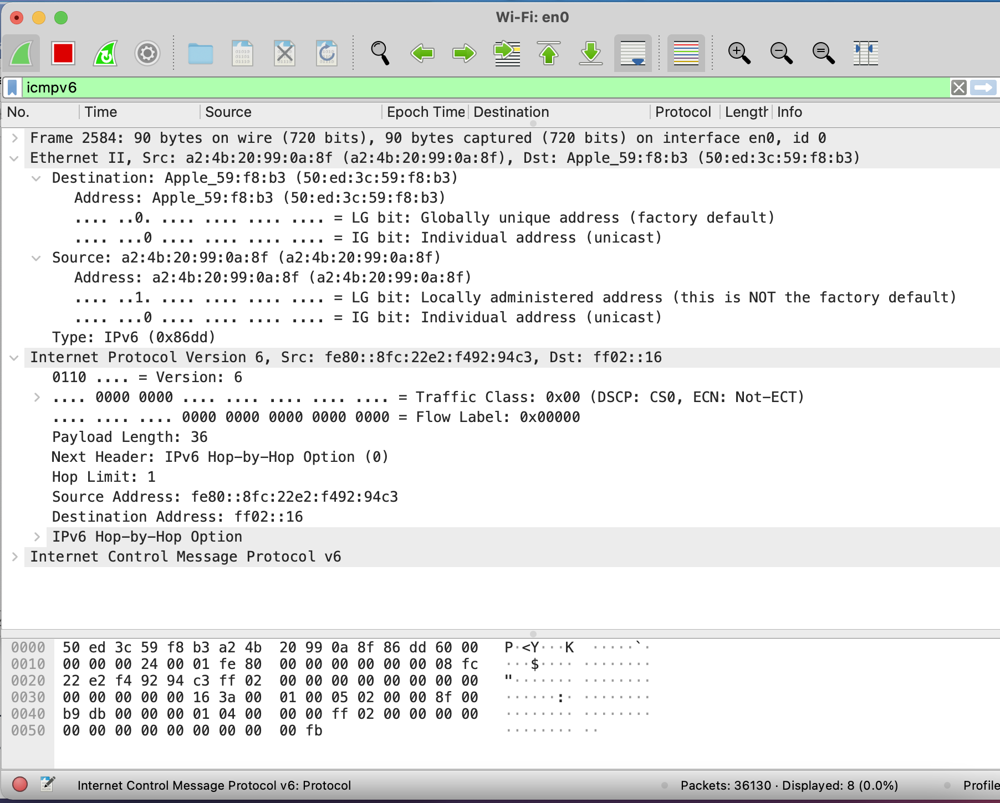 Wi-Fi: en0
icmpv6
No. Time Source Epoch Time Destination Protocol Length Info
Frame 2584: 90 bytes on wire (720 bits), 90 bytes captured (720 bits) on interface en0, id 0
Ethernet II, Src: a2:4b:20:99:0a:8f (a2:4b:20:99:0a:8f), Dst: Apple_59:f8:b3 (50:ed:3c:59:f8:b3)
Destination: Apple_59:f8:b3 (50:ed:3c:59:f8:b3)
Address: Apple_59:f8:b3 (50:ed:3c:59:f8:b3)
.... ..0. .... .... .... .... = LG bit: Globally unique address (factory default)
.... ...0 .... .... .... .... = IG bit: Individual address (unicast)
Source: a2:4b:20:99:0a:8f (a2:4b:20:99:0a:8f)
Address: a2:4b:20:99:0a:8f (a2:4b:20:99:0a:8f)
.... ..1. .... .... .... .... = LG bit: Locally administered address (this is NOT the factory default)
.... ...0 .... .... .... .... = IG bit: Individual address (unicast)
Type: IPv6 (0x86dd)
Internet Protocol Version 6, Src: fe80::8fc:22e2:f492:94c3, Dst: ff02::16
0110 .... = Version: 6
.... 0000 0000 .... .... .... .... .... = Traffic Class: 0x00 (DSCP: CS0, ECN: Not-ECT)
.... .... .... 0000 0000 0000 0000 0000 = Flow Label: 0x00000
Payload Length: 36
Next Header: IPv6 Hop-by-Hop Option (0)
Hop Limit: 1
Source Address: fe80::8fc:22e2:f492:94c3
Destination Address: ff02::16
IPv6 Hop-by-Hop Option
Internet Control Message Protocol v6
0000 50 ed 3c 59 f8 b3 a2 4b 20 99 0a 8f 86 dd 60 00 P·<Y···K ·····`·
0010 00 00 00 24 00 01 fe 80 00 00 00 00 00 00 08 fc ···$···· ········
0020 22 e2 f4 92 94 c3 ff 02 00 00 00 00 00 00 00 00 "······· ········
0030 00 00 00 00 00 16 3a 00 01 00 05 02 00 00 8f 00 ······:· ········
0040 b9 db 00 00 00 01 04 00 00 00 ff 02 00 00 00 00 ········ ········
0050 00 00 00 00 00 00 00 00 00 fb ········ ··
Internet Control Message Protocol v6: Protocol Packets: 36130 · Displayed: 8 (0.0%) Profile